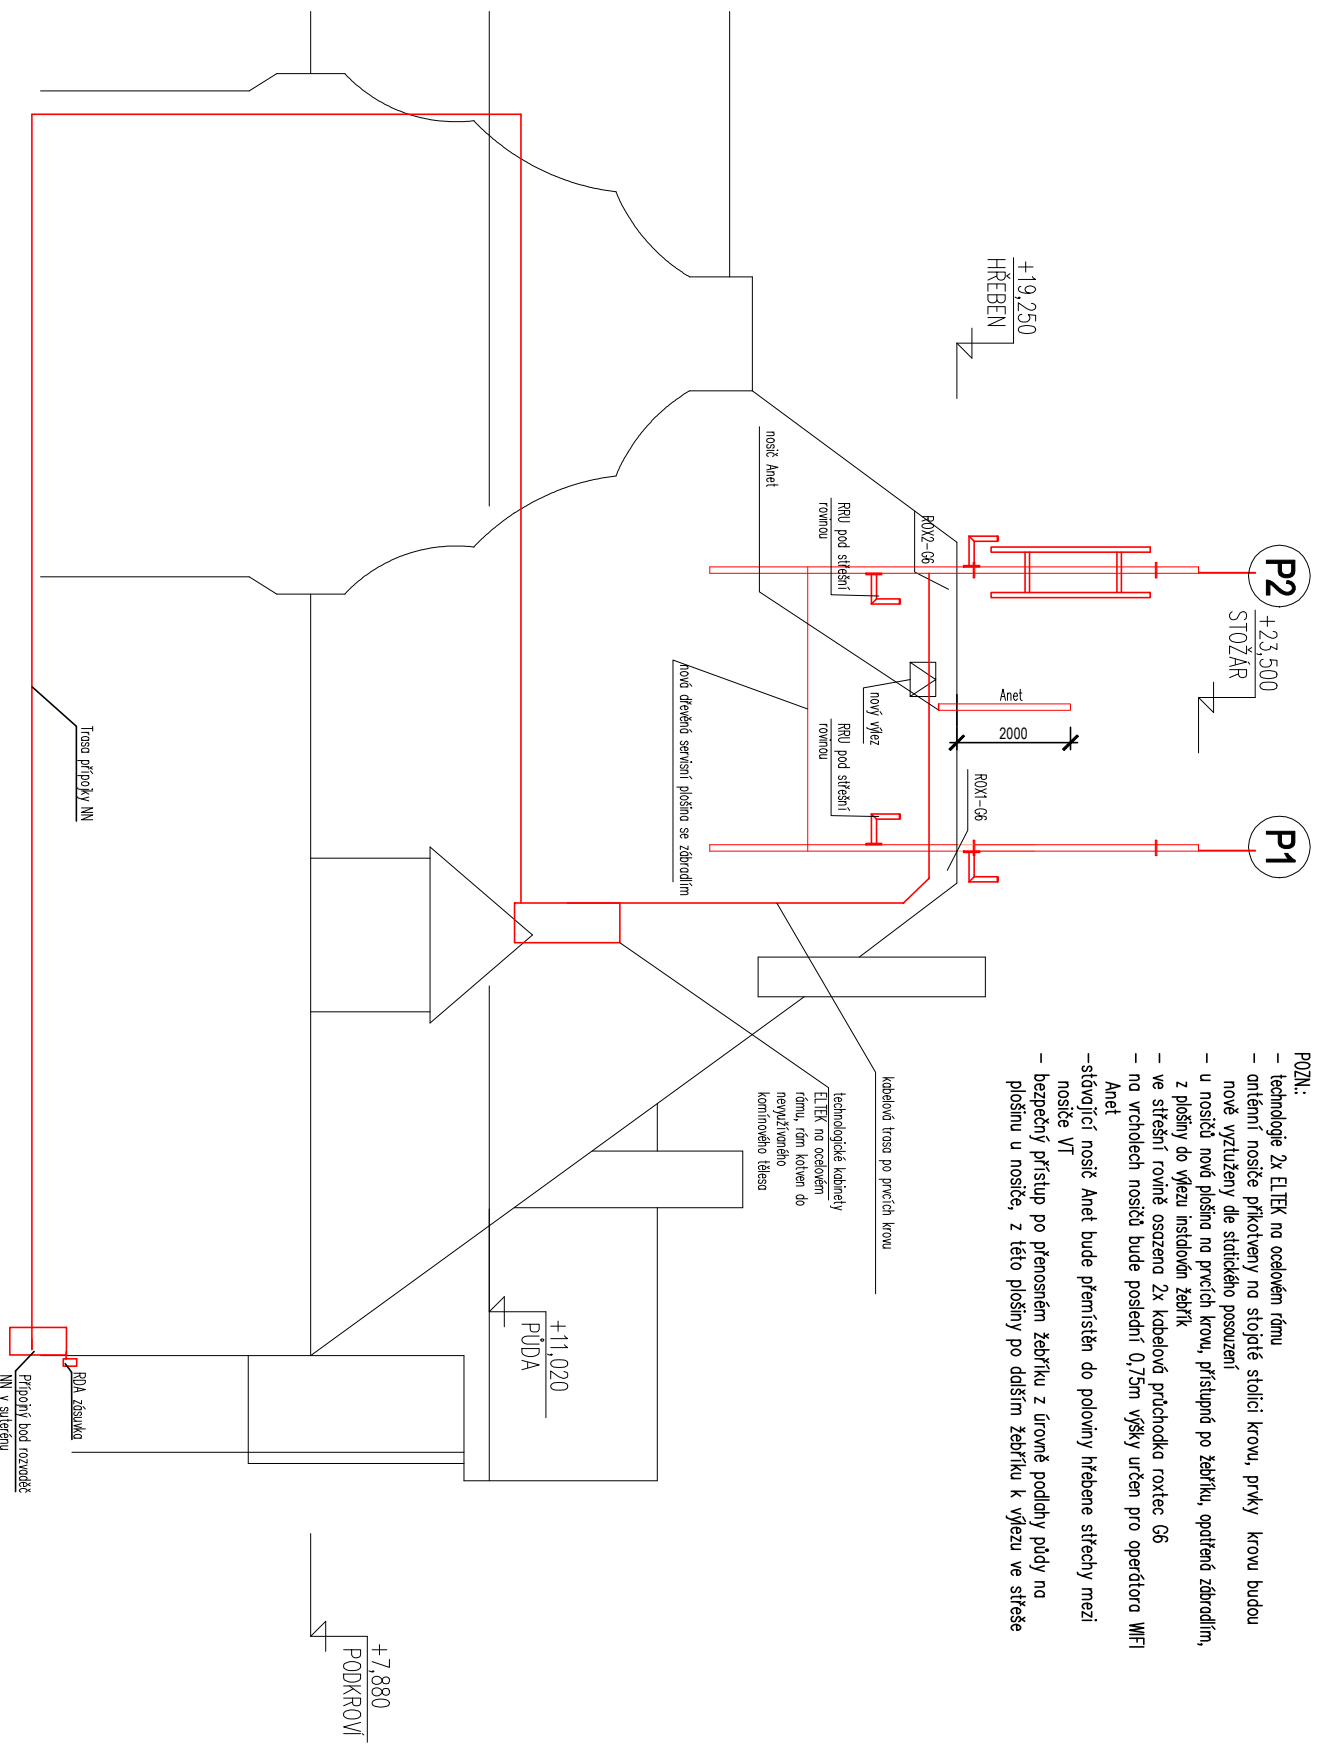 P2
P1
+23,500
STOŽÁR
+19,250
HŘEBEN
Anet
2000
ROX2-G6
ROX1-G6
nosič Anet
RRU pod střešní
rovinou
nový výlez
RRU pod střešní
rovinou
nová dřevěná servisní plošina se zábradlím
kabelová trasa po prvcích krovu
technologické kabinety
ELTEK na ocelovém
rámu, rám kotven do
nevyužívaného
komínového tělesa
+11,020
PŮDA
+7,880
PODKROVÍ
Trasa přípojky NN
RDA zásuvka
Přípojný bod rozvaděč
NN v suterénu
POZN.:
- technologie 2x ELTEK na ocelovém rámu
- anténní nosiče přikotveny na stojaté stolici krovu, prvky krovu budou
nově vyztuženy dle statického posouzení
- u nosičů nová plošina na prvcích krovu, přístupná po žebříku, opatřená zábradlím,
z plošiny do výlezu instalován žebřík
- ve střešní rovině osazena 2x kabelová průchodka roxtec G6
- na vrcholech nosičů bude poslední 0,75m výšky určen pro operátora WIFI
Anet
-stávající nosič Anet bude přemístěn do poloviny hřebene střechy mezi
nosiče VT
- bezpečný přístup po přenosném žebříku z úrovně podlahy půdy na
plošinu u nosiče, z této plošiny po dalším žebříku k výlezu ve střeše